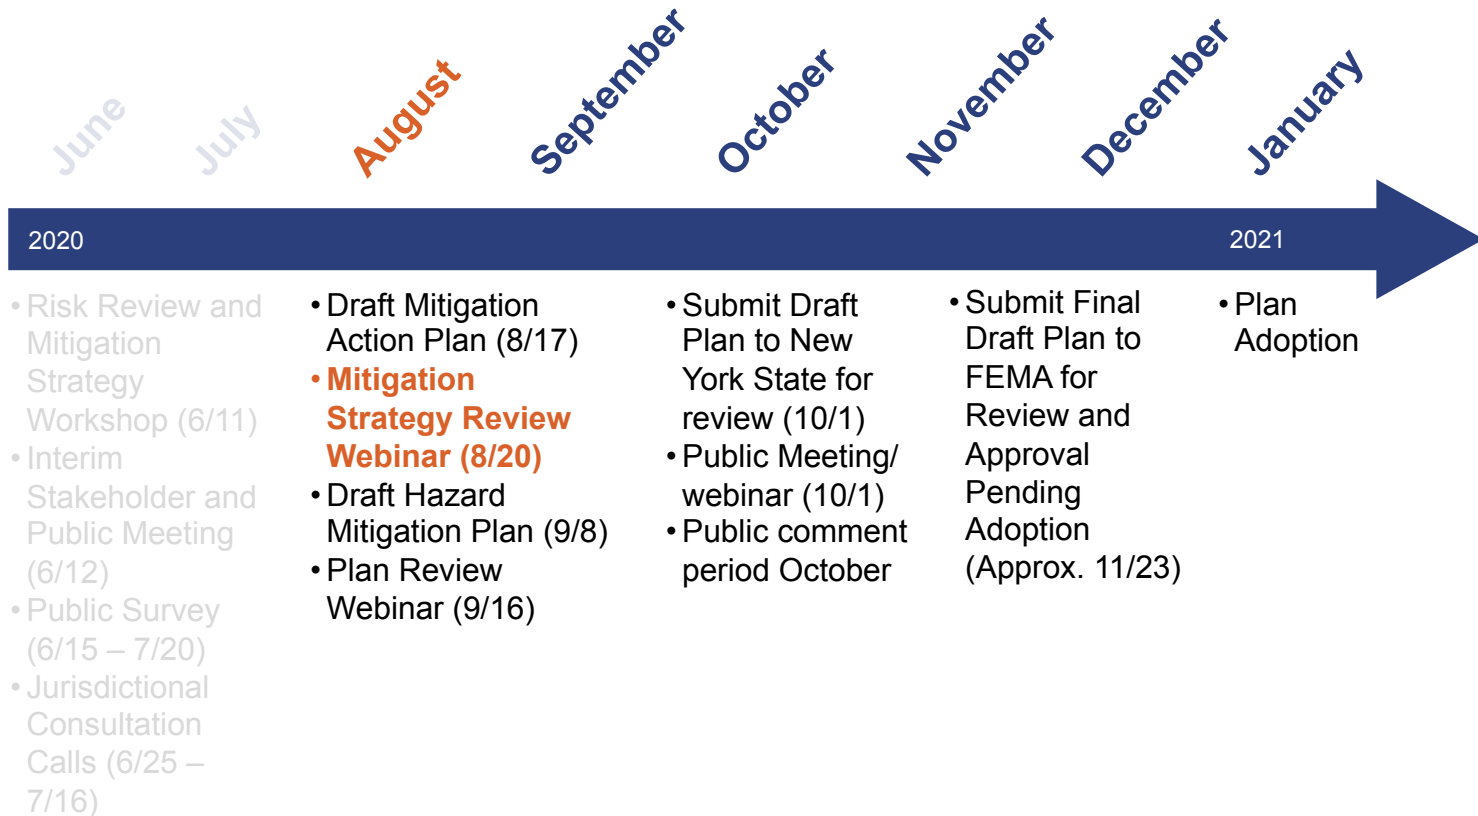 June
July
August
September
October
November
December
January
2020
2021
• Risk Review and
Mitigation
Strategy
Workshop (6/11)
• Interim
Stakeholder and
Public Meeting
(6/12)
• Public Survey
(6/15 – 7/20)
• Jurisdictional
Consultation
Calls (6/25 –
7/16)
• Draft Mitigation
Action Plan (8/17)
• Mitigation
Strategy Review
Webinar (8/20)
• Draft Hazard
Mitigation Plan (9/8)
• Plan Review
Webinar (9/16)
• Submit Draft
Plan to New
York State for
review (10/1)
• Public Meeting/
webinar (10/1)
• Public comment
period October
• Submit Final
Draft Plan to
FEMA for
Review and
Approval
Pending
Adoption
(Approx. 11/23)
• Plan
Adoption